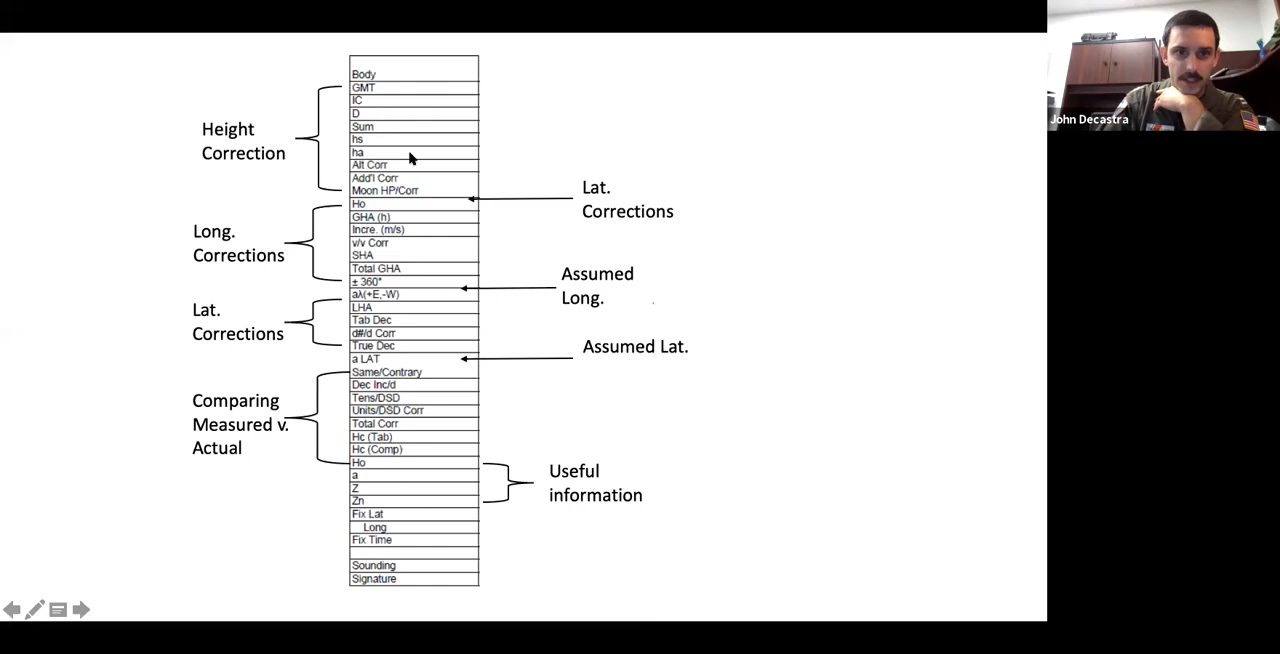 Body
GMT
IC
D
Sum
hs
ha
Alt Corr
Add'l Corr
Moon HP/Corr
Ho
GHA (h)
Incre. (m/s)
v/v Corr
SHA
Total GHA
± 360°
aλ(+E,-W)
LHA
Tab Dec
d#/d Corr
True Dec
a LAT
Same/Contrary
Dec Inc/d
Tens/DSD
Units/DSD Corr
Total Corr
Hc (Tab)
Hc (Comp)
Ho
a
Z
Zn
Fix Lat
Long
Fix Time
Sounding
Signature
Height
Correction
Long.
Corrections
Lat.
Corrections
Comparing
Measured v.
Actual
Lat.
Corrections
Assumed
Long.
Assumed Lat.
Useful
information
John Decastra